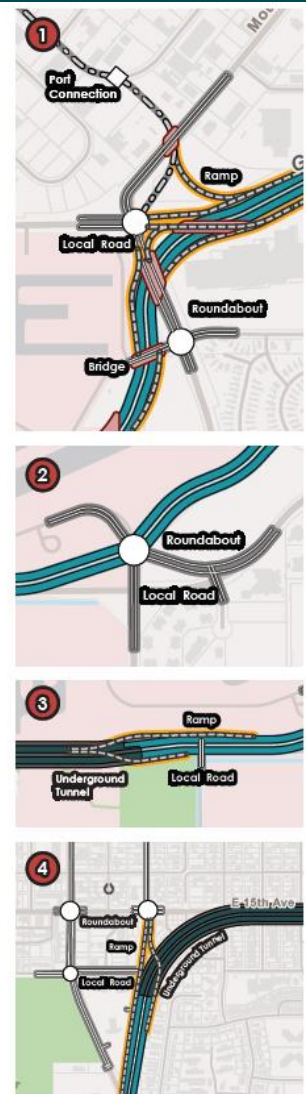 1
Port
Connection
Ramp
Local Road
Roundabout
Bridge
2
Roundabout
Local Road
3
Ramp
Underground
Tunnel
Local Road
4
E 15th Ave
Roundabout
Ramp
Underground Tunnel
Local Road